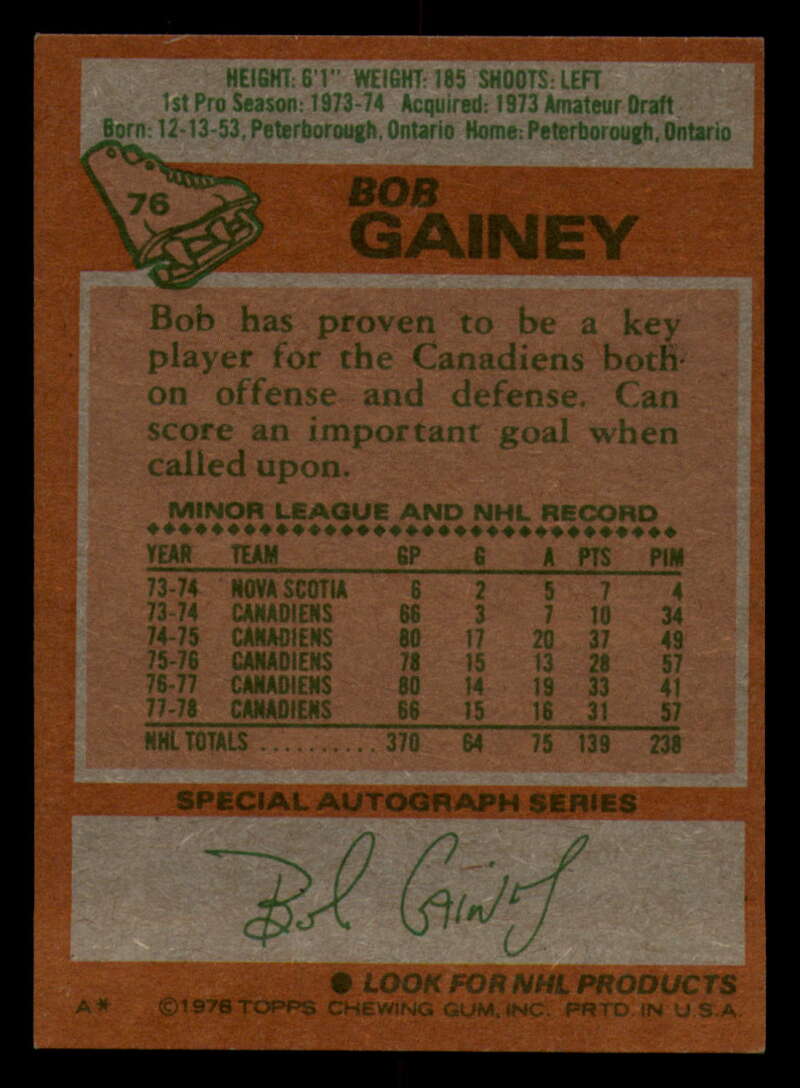 HEIGHT: 6'1" WEIGHT: 185 SHOOTS: LEFT
1st Pro Season: 1973-74 Acquired: 1973 Amateur Draft
Born: 12-13-53, Peterborough, Ontario Home: Peterborough, Ontario
76
BOB
GAINEY
Bob has proven to be a key
player for the Canadiens both
on offense and defense. Can
score an important goal when
called upon.
MINOR LEAGUE AND NHL RECORD
YEAR TEAM GP G A PTS PIM
73-74 NOVA SCOTIA 6 2 5 7 4
73-74 CANADIENS 66 3 7 10 34
74-75 CANADIENS 80 17 20 37 49
75-76 CANADIENS 78 15 13 28 57
76-77 CANADIENS 80 14 19 33 41
77-78 CANADIENS 66 15 16 31 57
NHL TOTALS .......... 370 64 75 139 238
SPECIAL AUTOGRAPH SERIES
Bob Gainey
● LOOK FOR NHL PRODUCTS
A* ©1978 TOPPS CHEWING GUM, INC. PRTD. IN U.S.A.